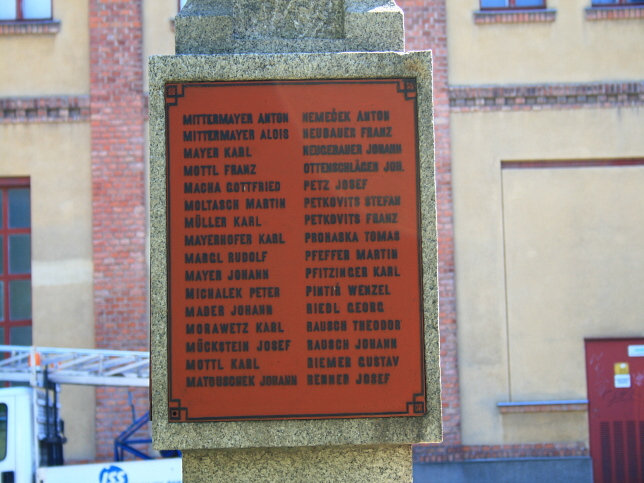 MITTERMAYER ANTON
MITTERMAYER ALOIS
MAYER KARL
MOTTL FRANZ
MACHA GOTTFRIED
MOLTASCH MARTIN
MÜLLER KARL
MAYERHOFER KARL
MARGL RUDOLF
MAYER JOHANN
MICHALEK PETER
MADER JOHANN
MORAWETZ KARL
MÜCKSTEIN JOSEF
MOTTL KARL
MATOUSCHEK JOHANN
NEMEČEK ANTON
NEUBAUER FRANZ
NEUGEBAUER JOHANN
OTTENSCHLÄGER JOH.
PETZ JOSEF
PETKOVITS STEFAN
PETKOVITS FRANZ
PROHASKA TOMAS
PFEFFER MARTIN
PFITZINGER KARL
PINTIŘ WENZEL
RIEDL GEORG
RAUSCH THEODOR
RAUSCH JOHANN
RIEMER GUSTAV
RENNER JOSEF
ISS